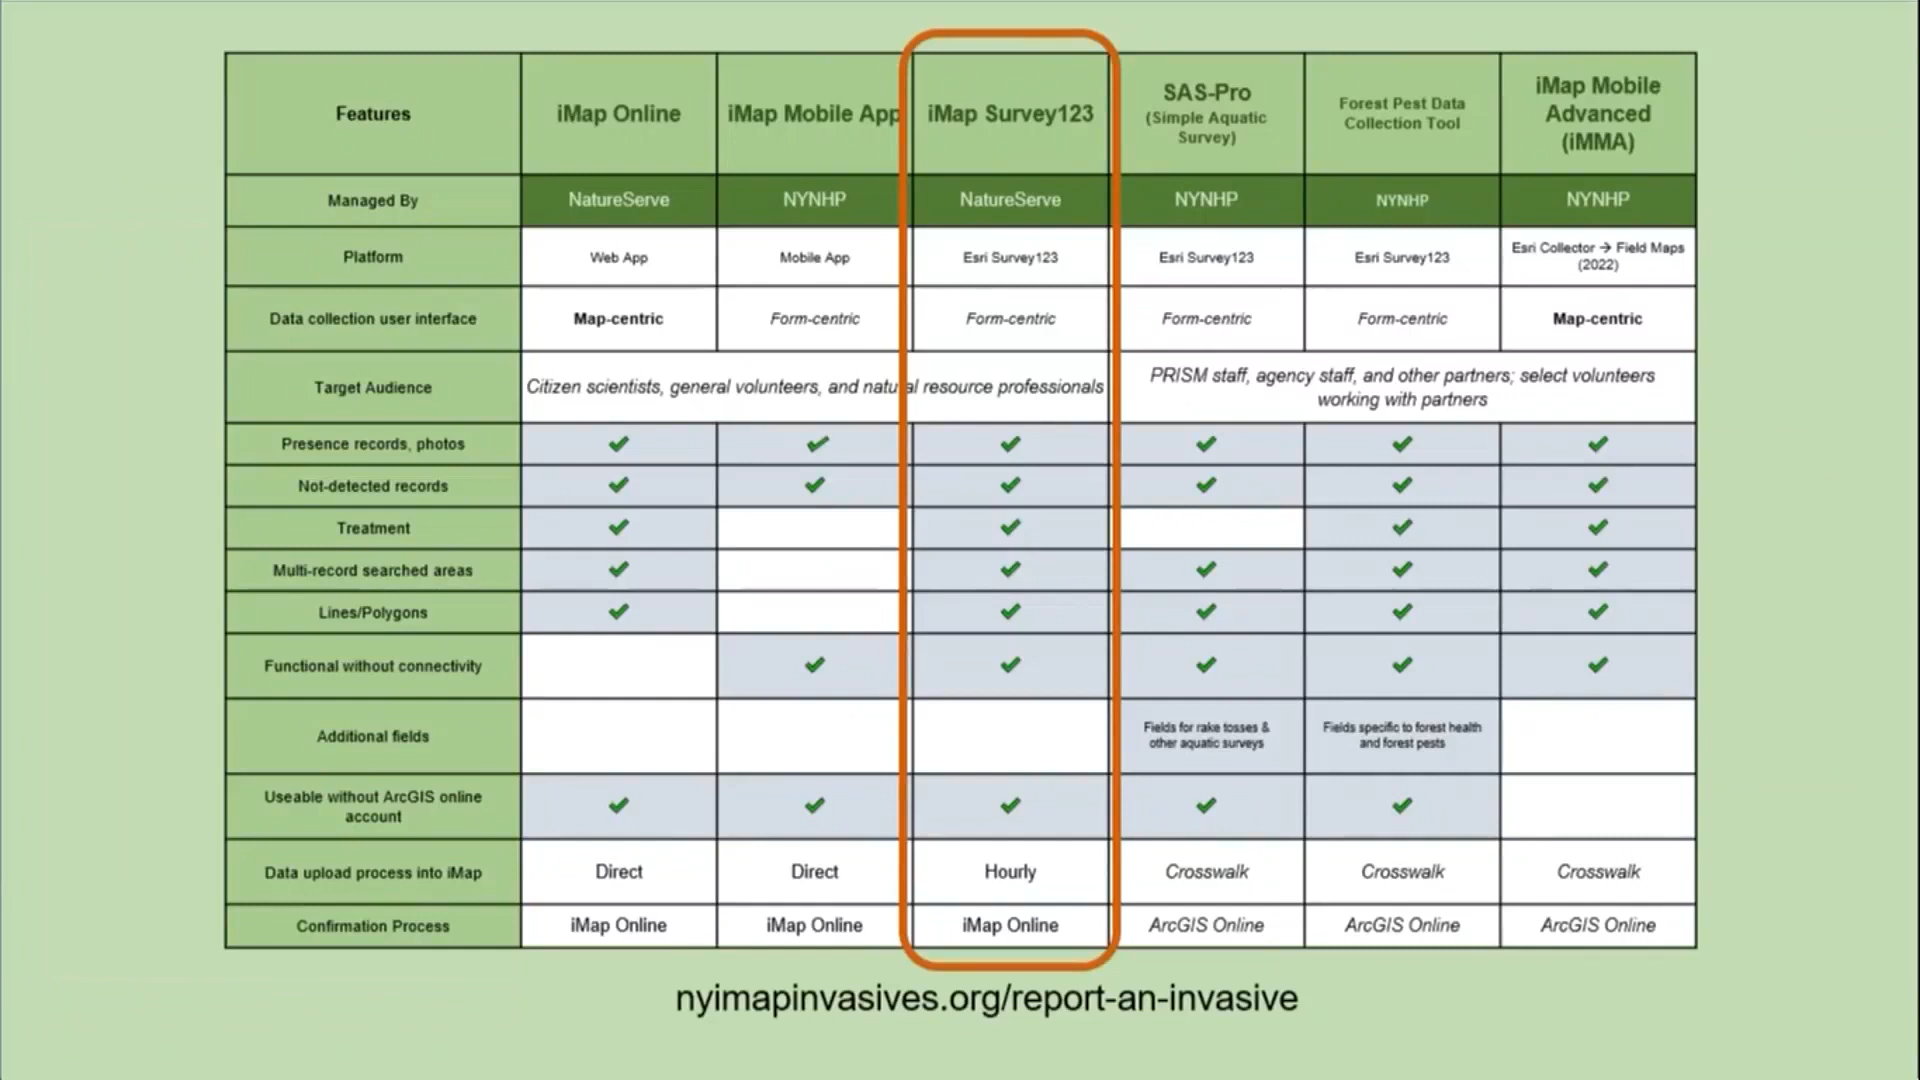 Features
iMap Online
iMap Mobile App
iMap Survey123
SAS-Pro
(Simple Aquatic
Survey)
Forest Pest Data
Collection Tool
iMap Mobile
Advanced
(iMMA)
Managed By
NatureServe
NYNHP
NatureServe
NYNHP
NYNHP
NYNHP
Platform
Web App
Mobile App
Esri Survey123
Esri Survey123
Esri Survey123
Esri Collector → Field Maps
(2022)
Data collection user interface
Map-centric
Form-centric
Form-centric
Form-centric
Form-centric
Map-centric
Target Audience
Citizen scientists, general volunteers, and natural resource professionals
PRISM staff, agency staff, and other partners; select volunteers
working with partners
Presence records, photos
Not-detected records
Treatment
Multi-record searched areas
Lines/Polygons
Functional without connectivity
Additional fields
Fields for rake tosses &
other aquatic surveys
Fields specific to forest health
and forest pests
Useable without ArcGIS online
account
Data upload process into iMap
Direct
Direct
Hourly
Crosswalk
Crosswalk
Crosswalk
Confirmation Process
iMap Online
iMap Online
iMap Online
ArcGIS Online
ArcGIS Online
ArcGIS Online
nyimapinvasives.org/report-an-invasive